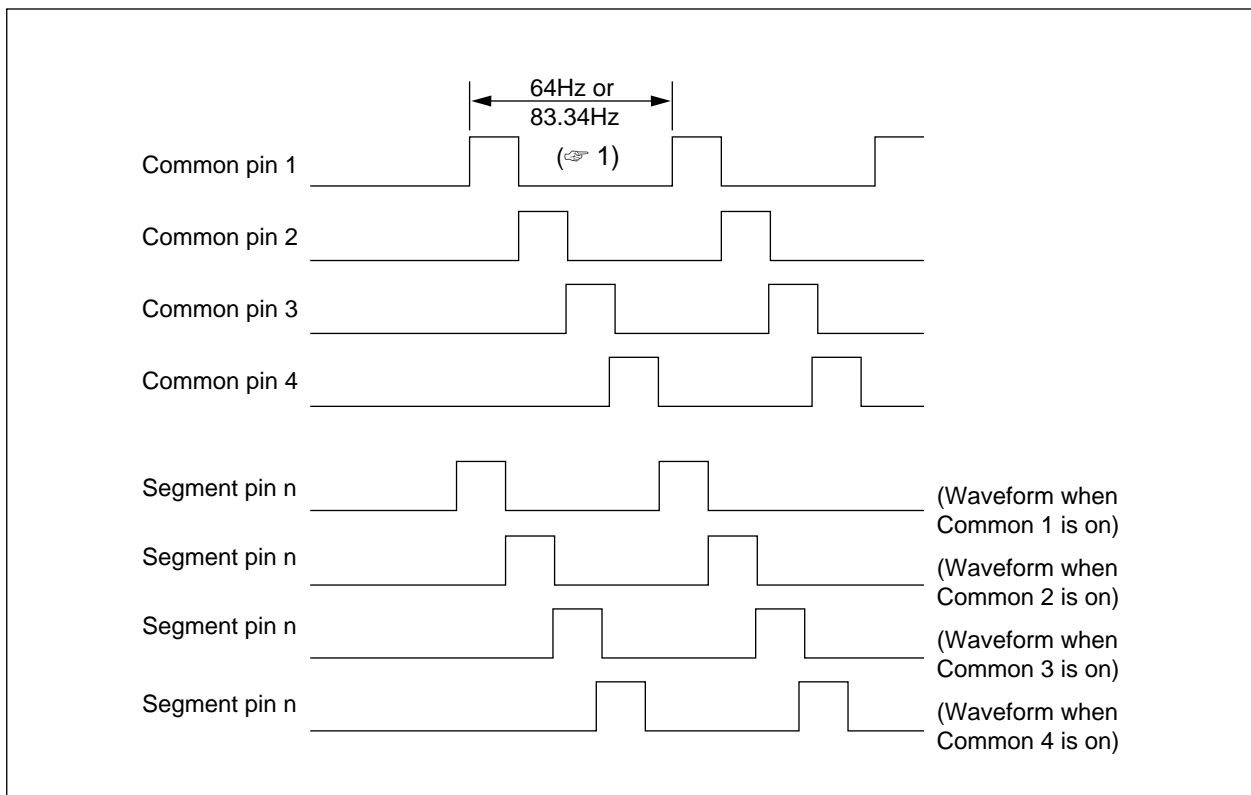 64Hz or
83.34Hz
(☞ 1)
Common pin 1
Common pin 2
Common pin 3
Common pin 4
Segment pin n
(Waveform when
Common 1 is on)
Segment pin n
(Waveform when
Common 2 is on)
Segment pin n
(Waveform when
Common 3 is on)
Segment pin n
(Waveform when
Common 4 is on)